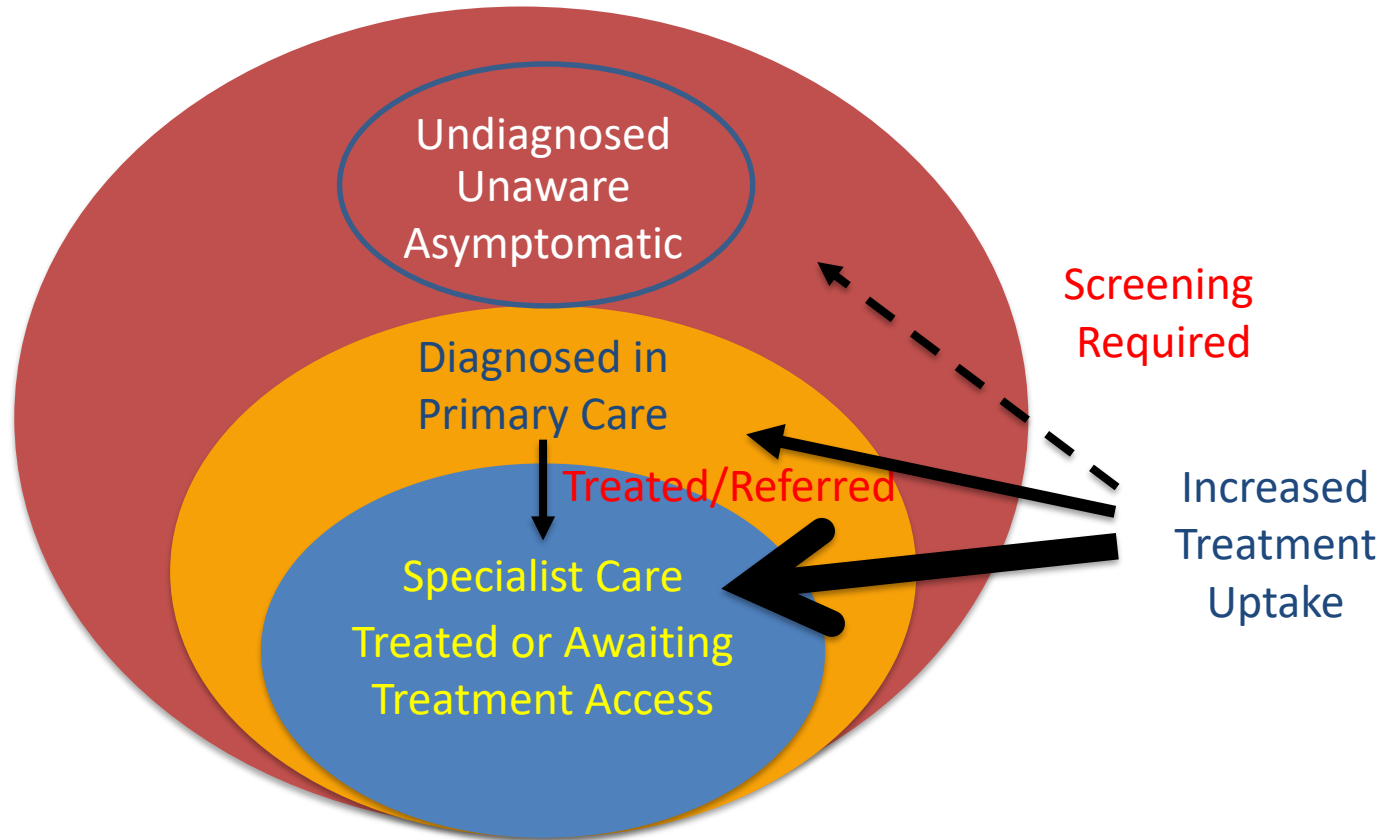 Undiagnosed
Unaware
Asymptomatic
Screening
Required
Diagnosed in
Primary Care
Treated/Referred
Increased
Treatment
Uptake
Specialist Care
Treated or Awaiting
Treatment Access